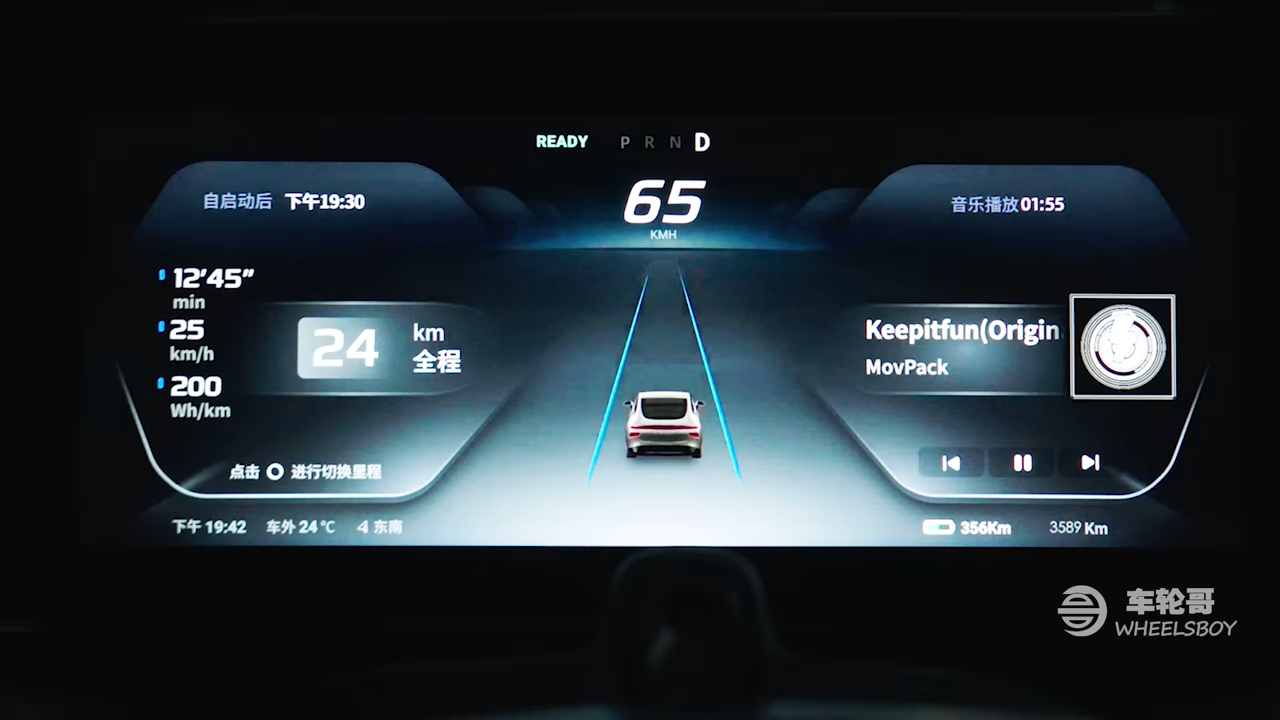 READY P R N D
65
KMH
自启动后 下午19:30
12'45"
min
25
km/h
200
Wh/km
24 km
全程
点击 进行切换里程
音乐播放01:55
Keepitfun(Origin
MovPack
下午 19:42 车外 24℃ 东南
356Km 3589 Km
车轮哥
WHEELSBOY